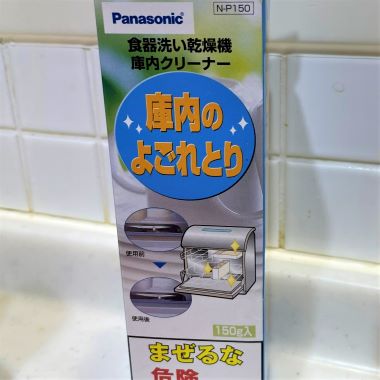 N-P150
Panasonic
食器洗い乾燥機
庫内クリーナー
庫内の
よごれとり
使用前
使用後
150g入
まぜるな
危険